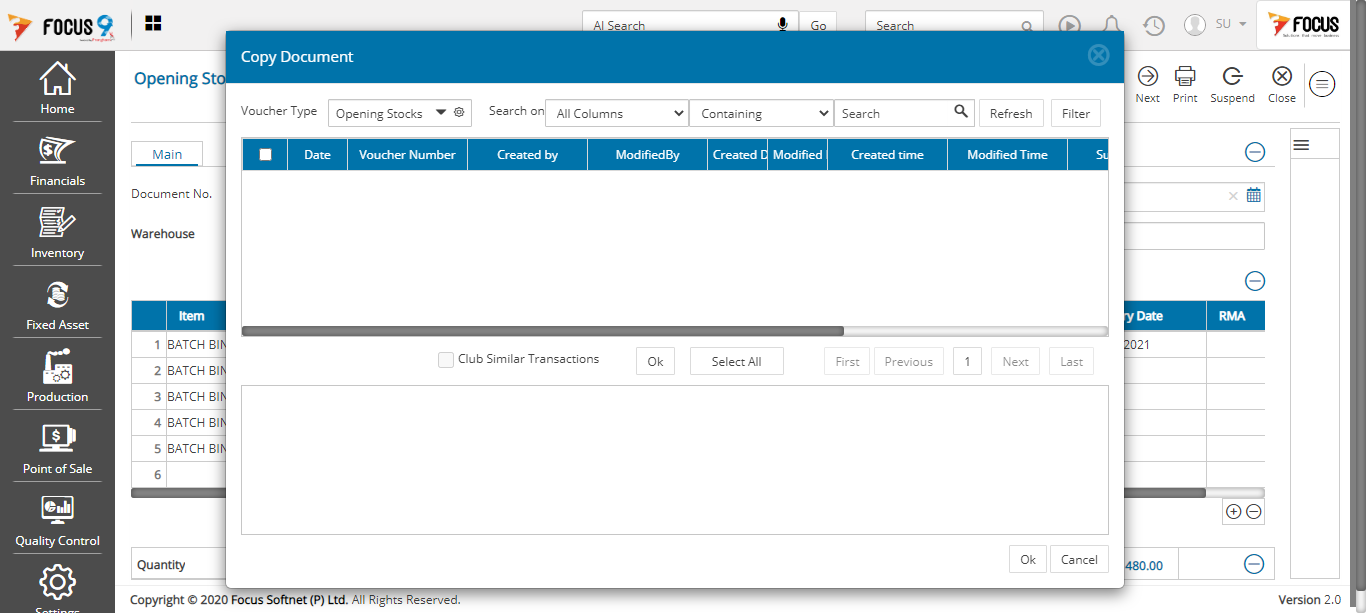 FOCUS 9
AI Search
Go
Search
SU
FOCUS
Home
Financials
Inventory
Fixed Asset
Production
Point of Sale
Quality Control
Settings
Opening Sto
Next
Print
Suspend
Close
Main
Document No.
Warehouse
Copy Document
Voucher Type
Opening Stocks
Search on
All Columns
Containing
Search
Refresh
Filter
Date
Voucher Number
Created by
ModifiedBy
Created D
Modified
Created time
Modified Time
Su
Club Similar Transactions
Ok
Select All
First
Previous
1
Next
Last
Ok
Cancel
Item
ry Date
RMA
1 BATCH BIN
2021
2 BATCH BIN
3 BATCH BIN
4 BATCH BIN
5 BATCH BIN
6
Quantity
480.00
Copyright © 2020 Focus Softnet (P) Ltd. All Rights Reserved.
Version 2.0